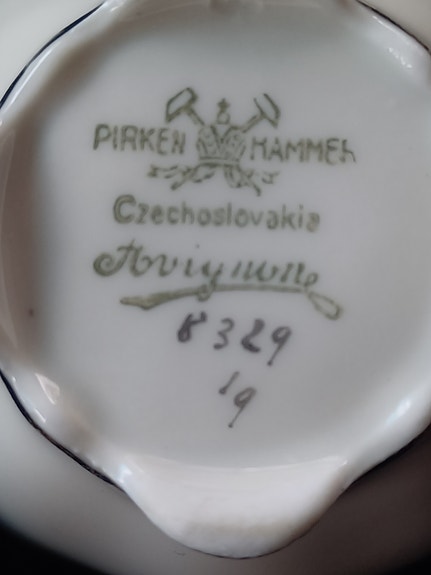 PIRKEN HAMMER
Czechoslovakia
Avignon
8329
19